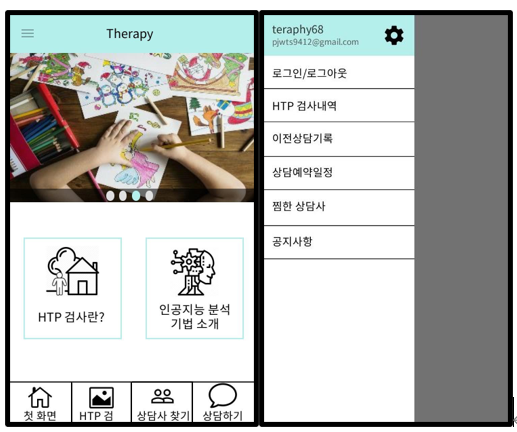 Therapy
HTP 검사란?
인공지능 분석
기법 소개
첫 화면
HTP 검
상담사 찾기
상담하기
teraphy68
pjwts9412@gmail.com
로그인/로그아웃
HTP 검사내역
이전상담기록
상담예약일정
찜한 상담사
공지사항